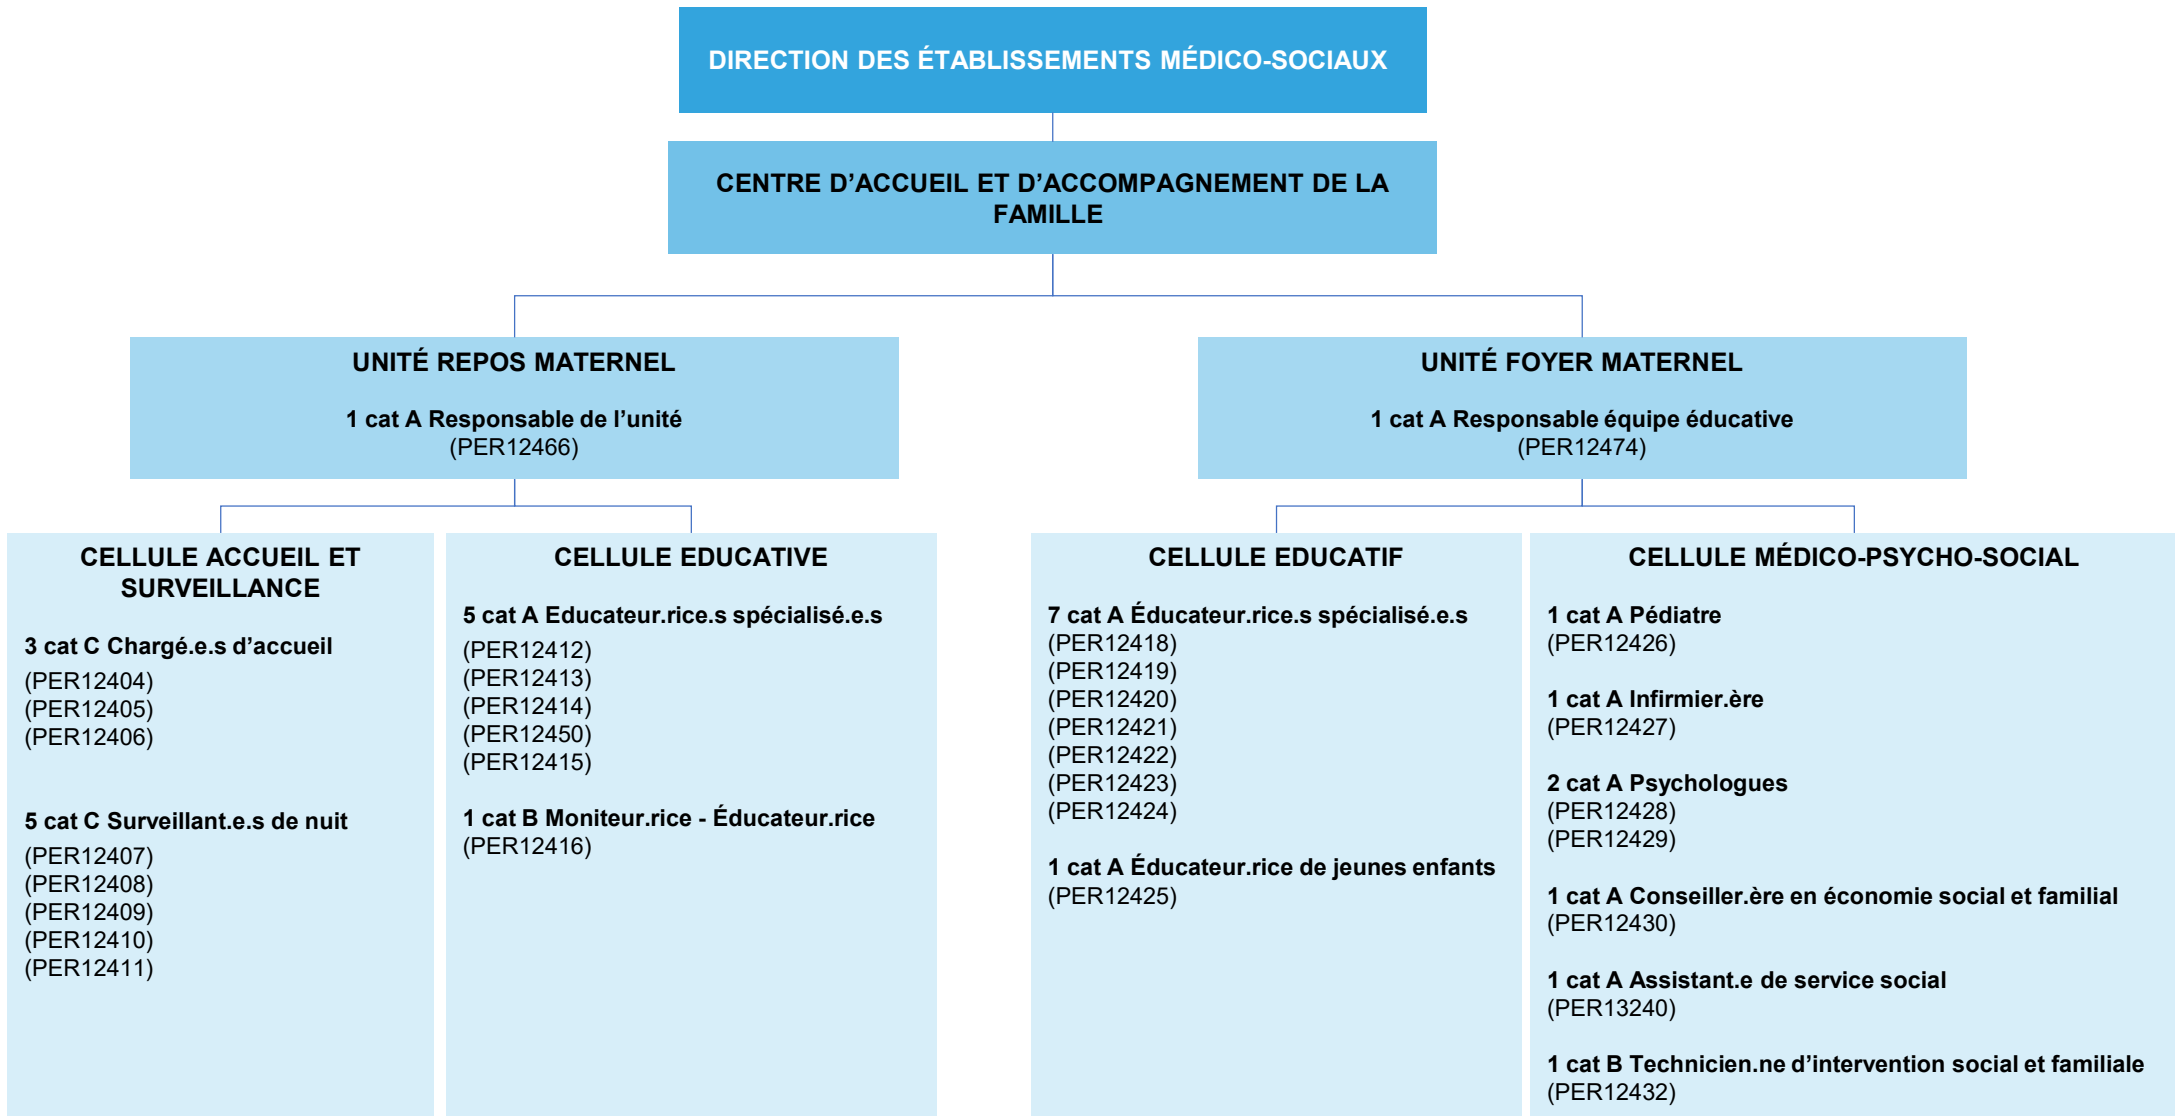 DIRECTION DES ÉTABLISSEMENTS MÉDICO-SOCIAUX
CENTRE D’ACCUEIL ET D’ACCOMPAGNEMENT DE LA
FAMILLE
UNITÉ REPOS MATERNEL
1 cat A Responsable de l’unité
(PER12466)
UNITÉ FOYER MATERNEL
1 cat A Responsable équipe éducative
(PER12474)
CELLULE ACCUEIL ET
SURVEILLANCE
3 cat C Chargé.e.s d’accueil
(PER12404)
(PER12405)
(PER12406)
5 cat C Surveillant.e.s de nuit
(PER12407)
(PER12408)
(PER12409)
(PER12410)
(PER12411)
CELLULE EDUCATIVE
5 cat A Educateur.rice.s spécialisé.e.s
(PER12412)
(PER12413)
(PER12414)
(PER12450)
(PER12415)
1 cat B Moniteur.rice - Éducateur.rice
(PER12416)
CELLULE EDUCATIF
7 cat A Éducateur.rice.s spécialisé.e.s
(PER12418)
(PER12419)
(PER12420)
(PER12421)
(PER12422)
(PER12423)
(PER12424)
1 cat A Éducateur.rice de jeunes enfants
(PER12425)
CELLULE MÉDICO-PSYCHO-SOCIAL
1 cat A Pédiatre
(PER12426)
1 cat A Infirmier.ère
(PER12427)
2 cat A Psychologues
(PER12428)
(PER12429)
1 cat A Conseiller.ère en économie social et familial
(PER12430)
1 cat A Assistant.e de service social
(PER13240)
1 cat B Technicien.ne d’intervention social et familiale
(PER12432)